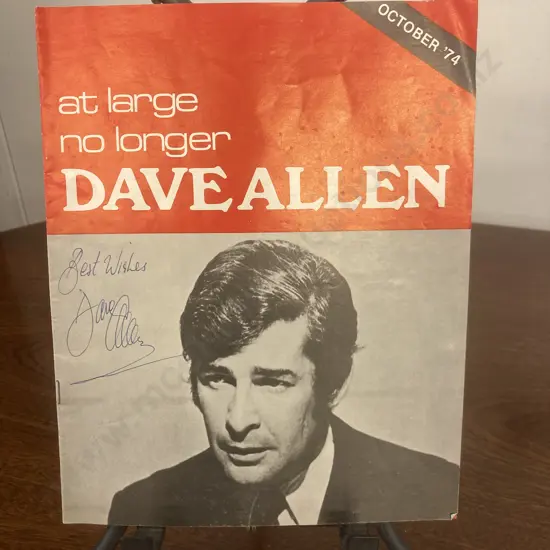 OCTOBER '74
at large
no longer
DAVE ALLEN
Best Wishes
Dave Allen